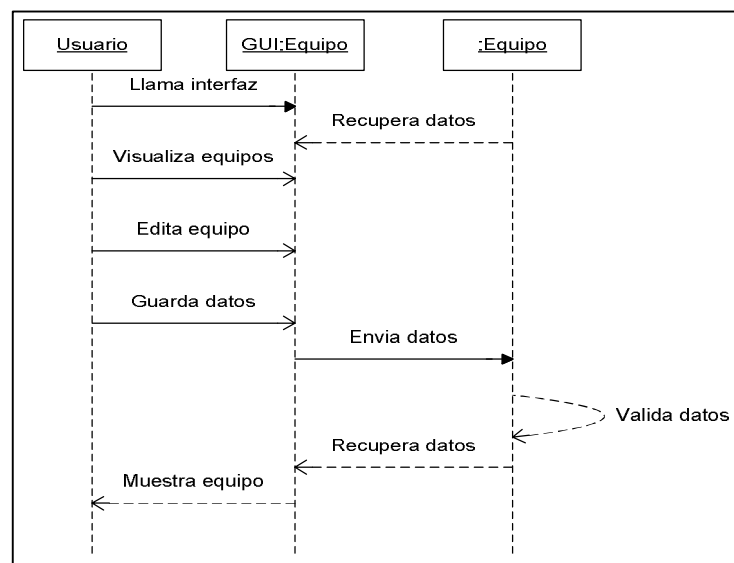 Usuario
GUI:Equipo
:Equipo
Llama interfaz
Recupera datos
Visualiza equipos
Edita equipo
Guarda datos
Envia datos
Valida datos
Recupera datos
Muestra equipo